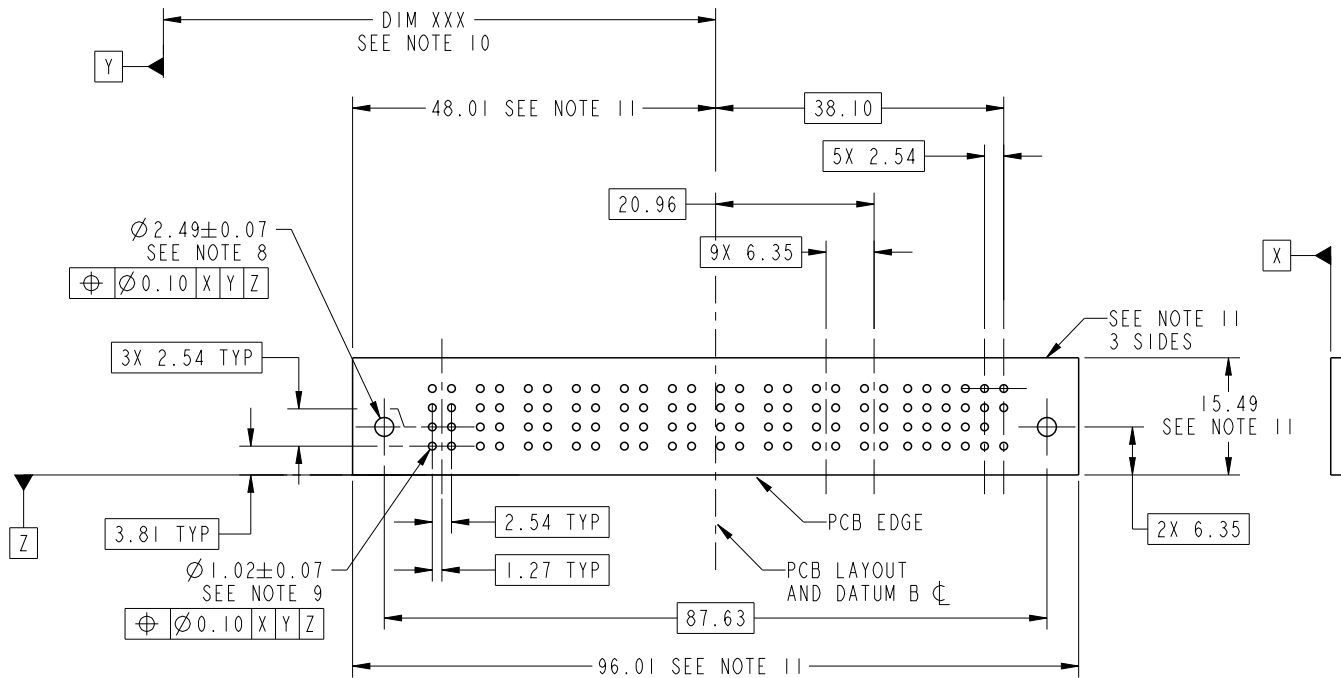 DIM XXX
SEE NOTE 10
Y
48.01 SEE NOTE 11
38.10
5X 2.54
20.96
Ø2.49±0.07
SEE NOTE 8
9X 6.35
X
⌖ Ø0.10 X Y Z
SEE NOTE 11
3 SIDES
3X 2.54 TYP
15.49
SEE NOTE 11
2.54 TYP
PCB EDGE
3.81 TYP
2X 6.35
Z
Ø1.02±0.07
SEE NOTE 9
1.27 TYP
PCB LAYOUT
AND DATUM B ℄
⌖ Ø0.10 X Y Z
87.63
96.01 SEE NOTE 11